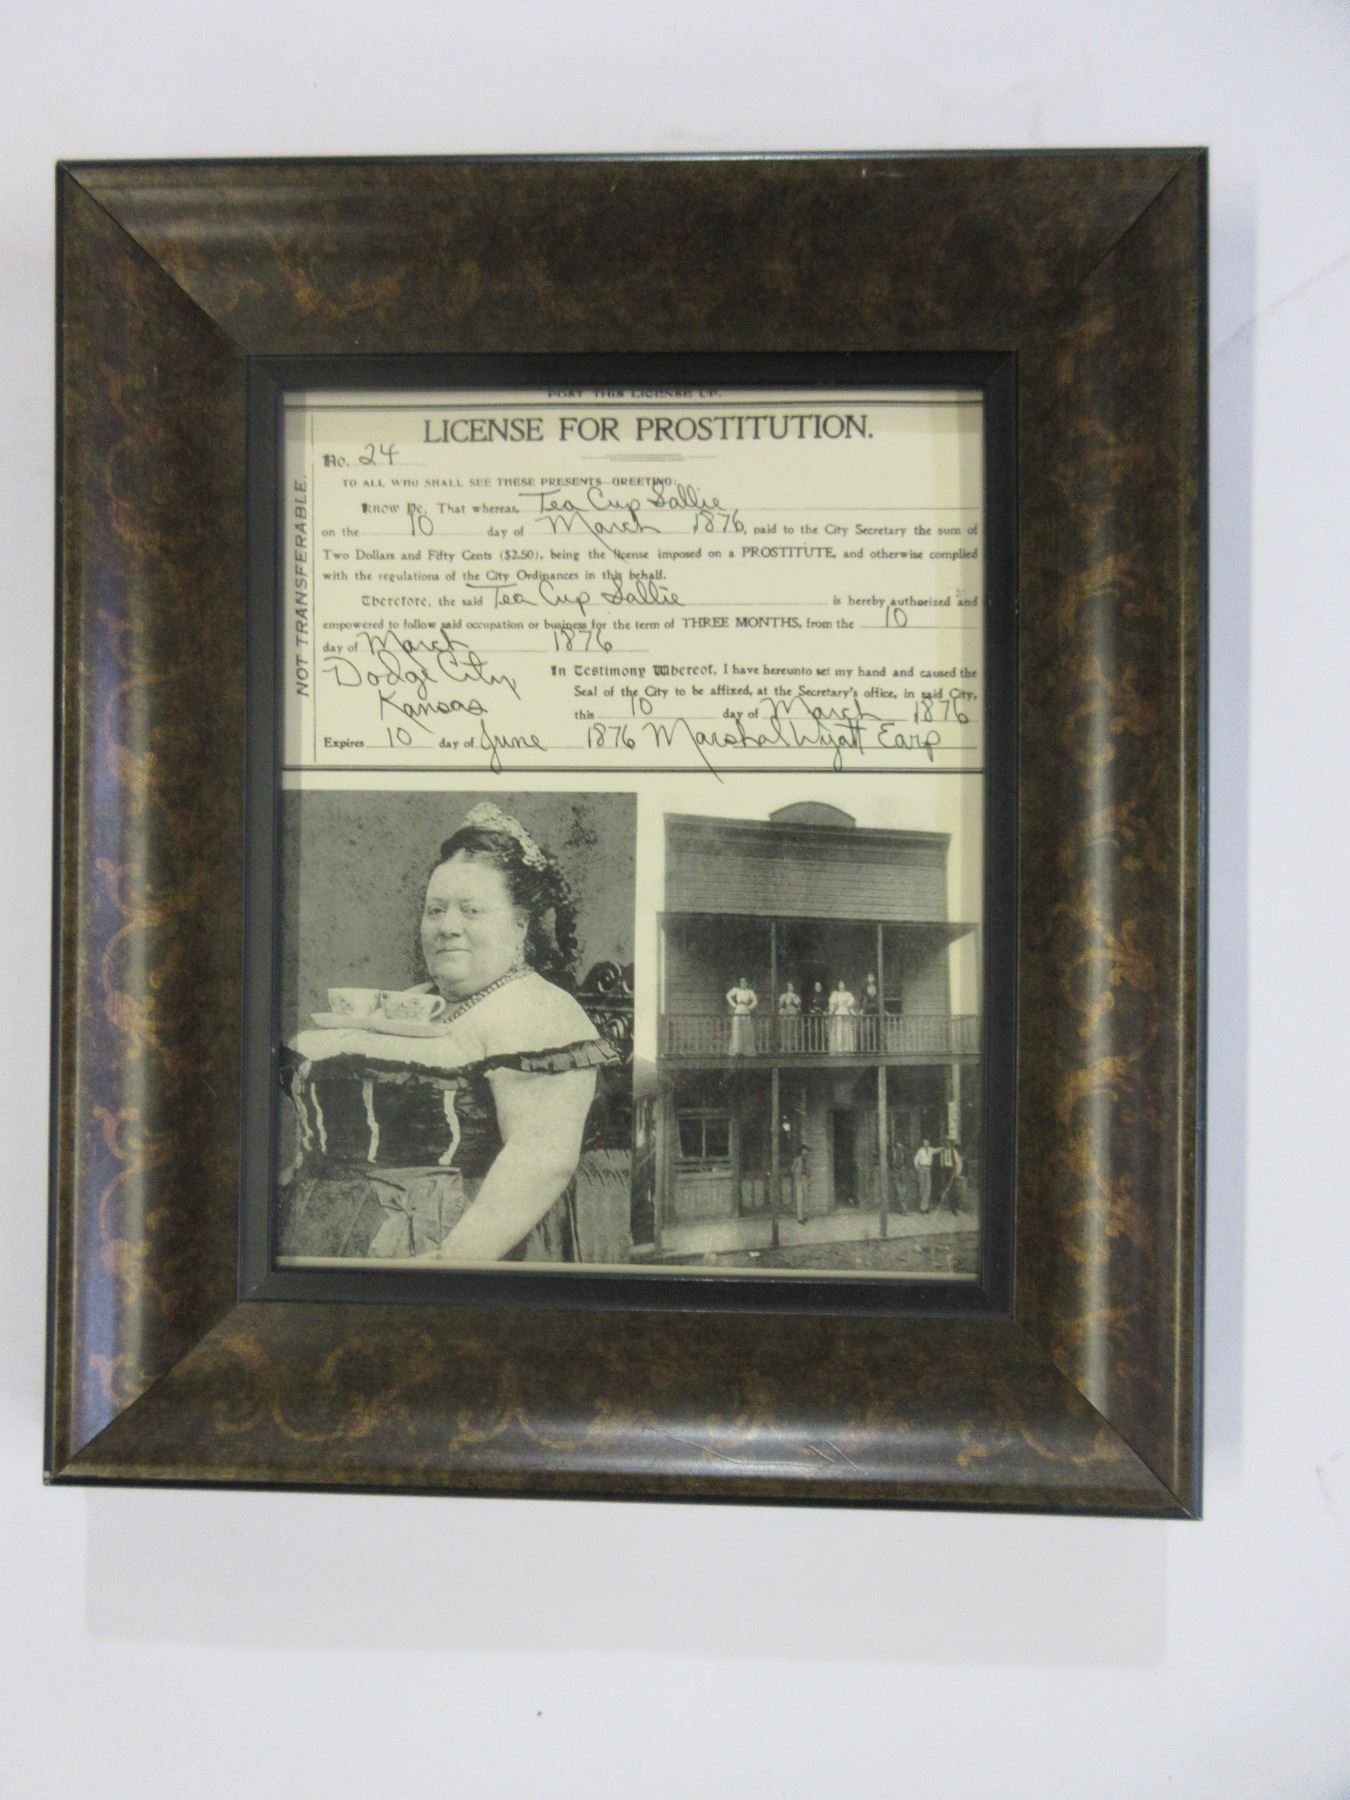 POST THIS LICENSE UP.
LICENSE FOR PROSTITUTION.
No. 24
TO ALL WHO SHALL SEE THESE PRESENTS GREETING:
Know Ye, That whereas, Tea Cup Sallie
on the 10 day of March 1876, paid to the City Secretary the sum of
Two Dollars and Fifty Cents ($2.50), being the license imposed on a PROSTITUTE, and otherwise complied
with the regulations of the City Ordinances in this behalf.
Therefore, the said Tea Cup Sallie is hereby authorized and
empowered to follow said occupation or business for the term of THREE MONTHS, from the 10
day of March 1876
Dodge City
Kansas
In Testimony Whereof, I have hereunto set my hand and caused the
Seal of the City to be affixed, at the Secretary's office, in said City,
this 10 day of March 1876
Expires 10 day of June 1876 Marshal Wyatt Earp
NOT TRANSFERABLE.